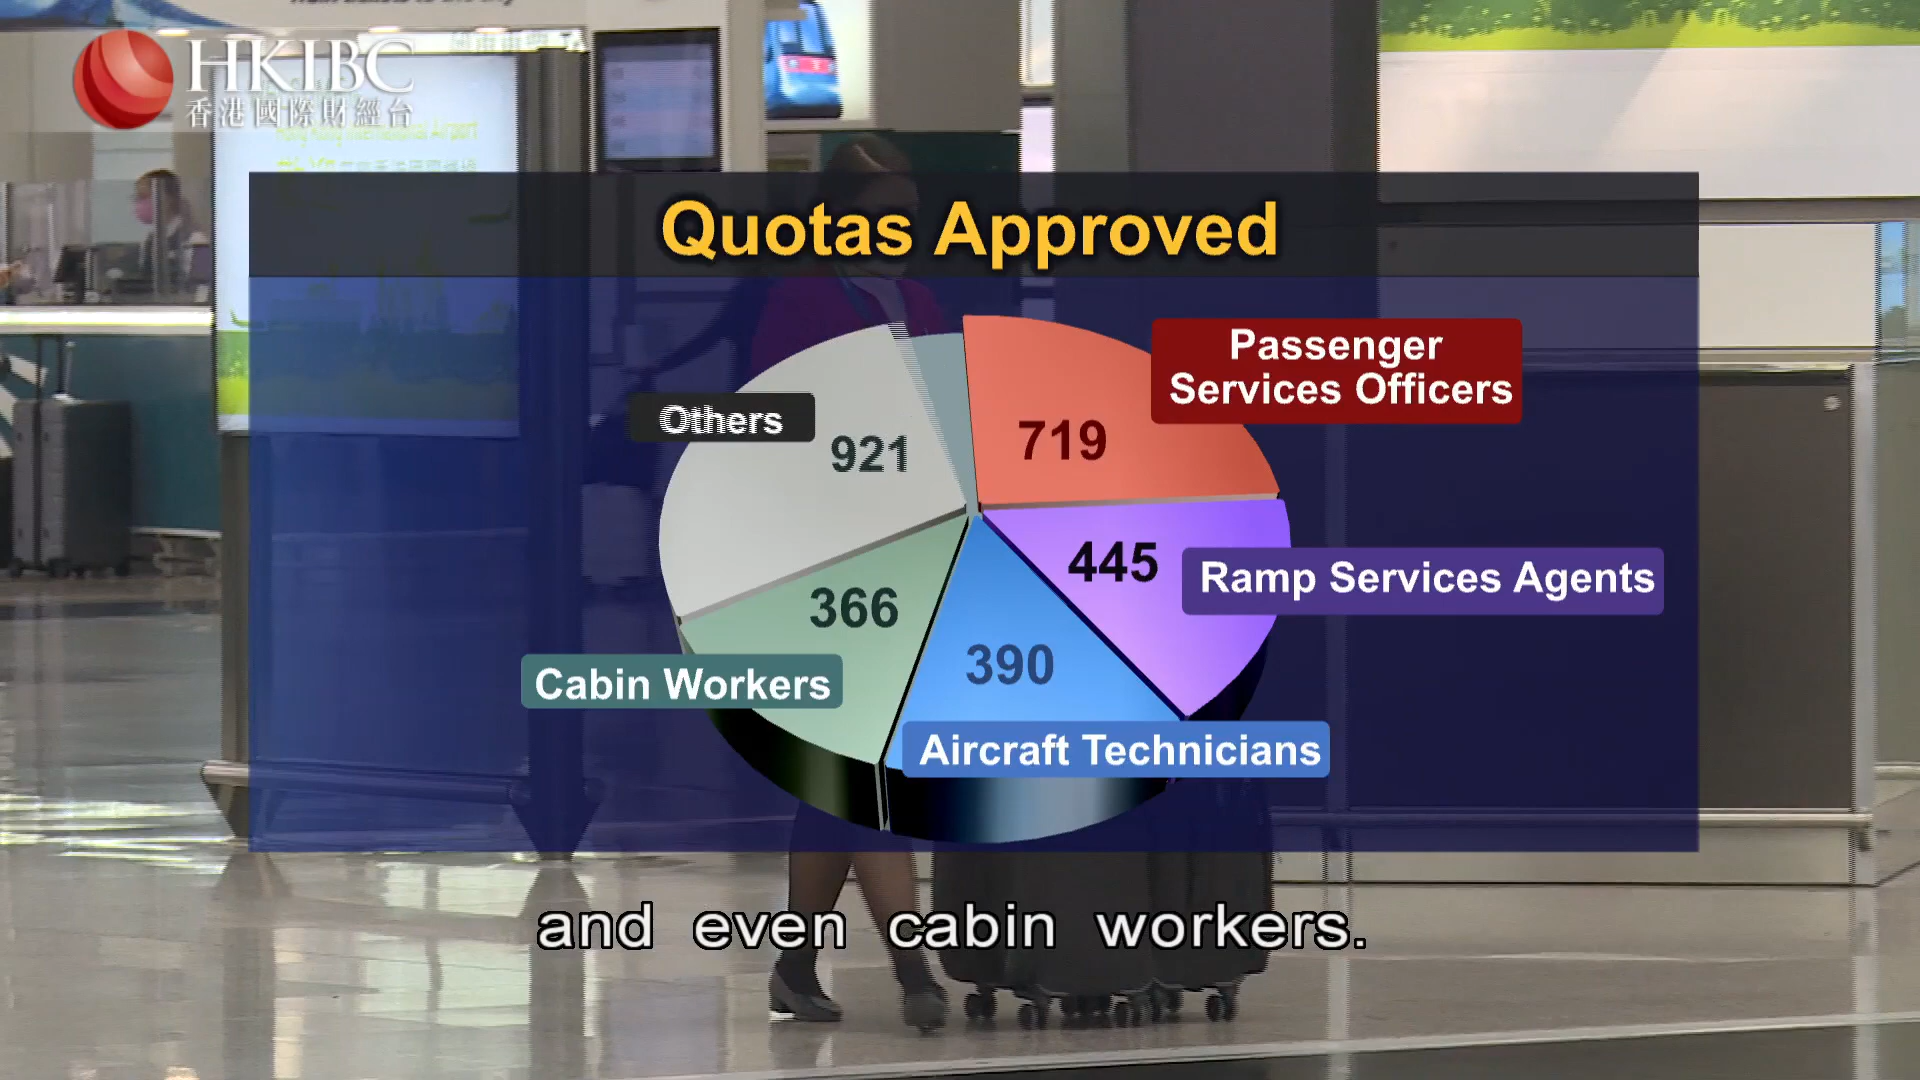 HKIBC
香港國際財經台
Quotas Approved
Passenger
Services Officers
719
Others
921
445
Ramp Services Agents
366
390
Cabin Workers
Aircraft Technicians
and even cabin workers.